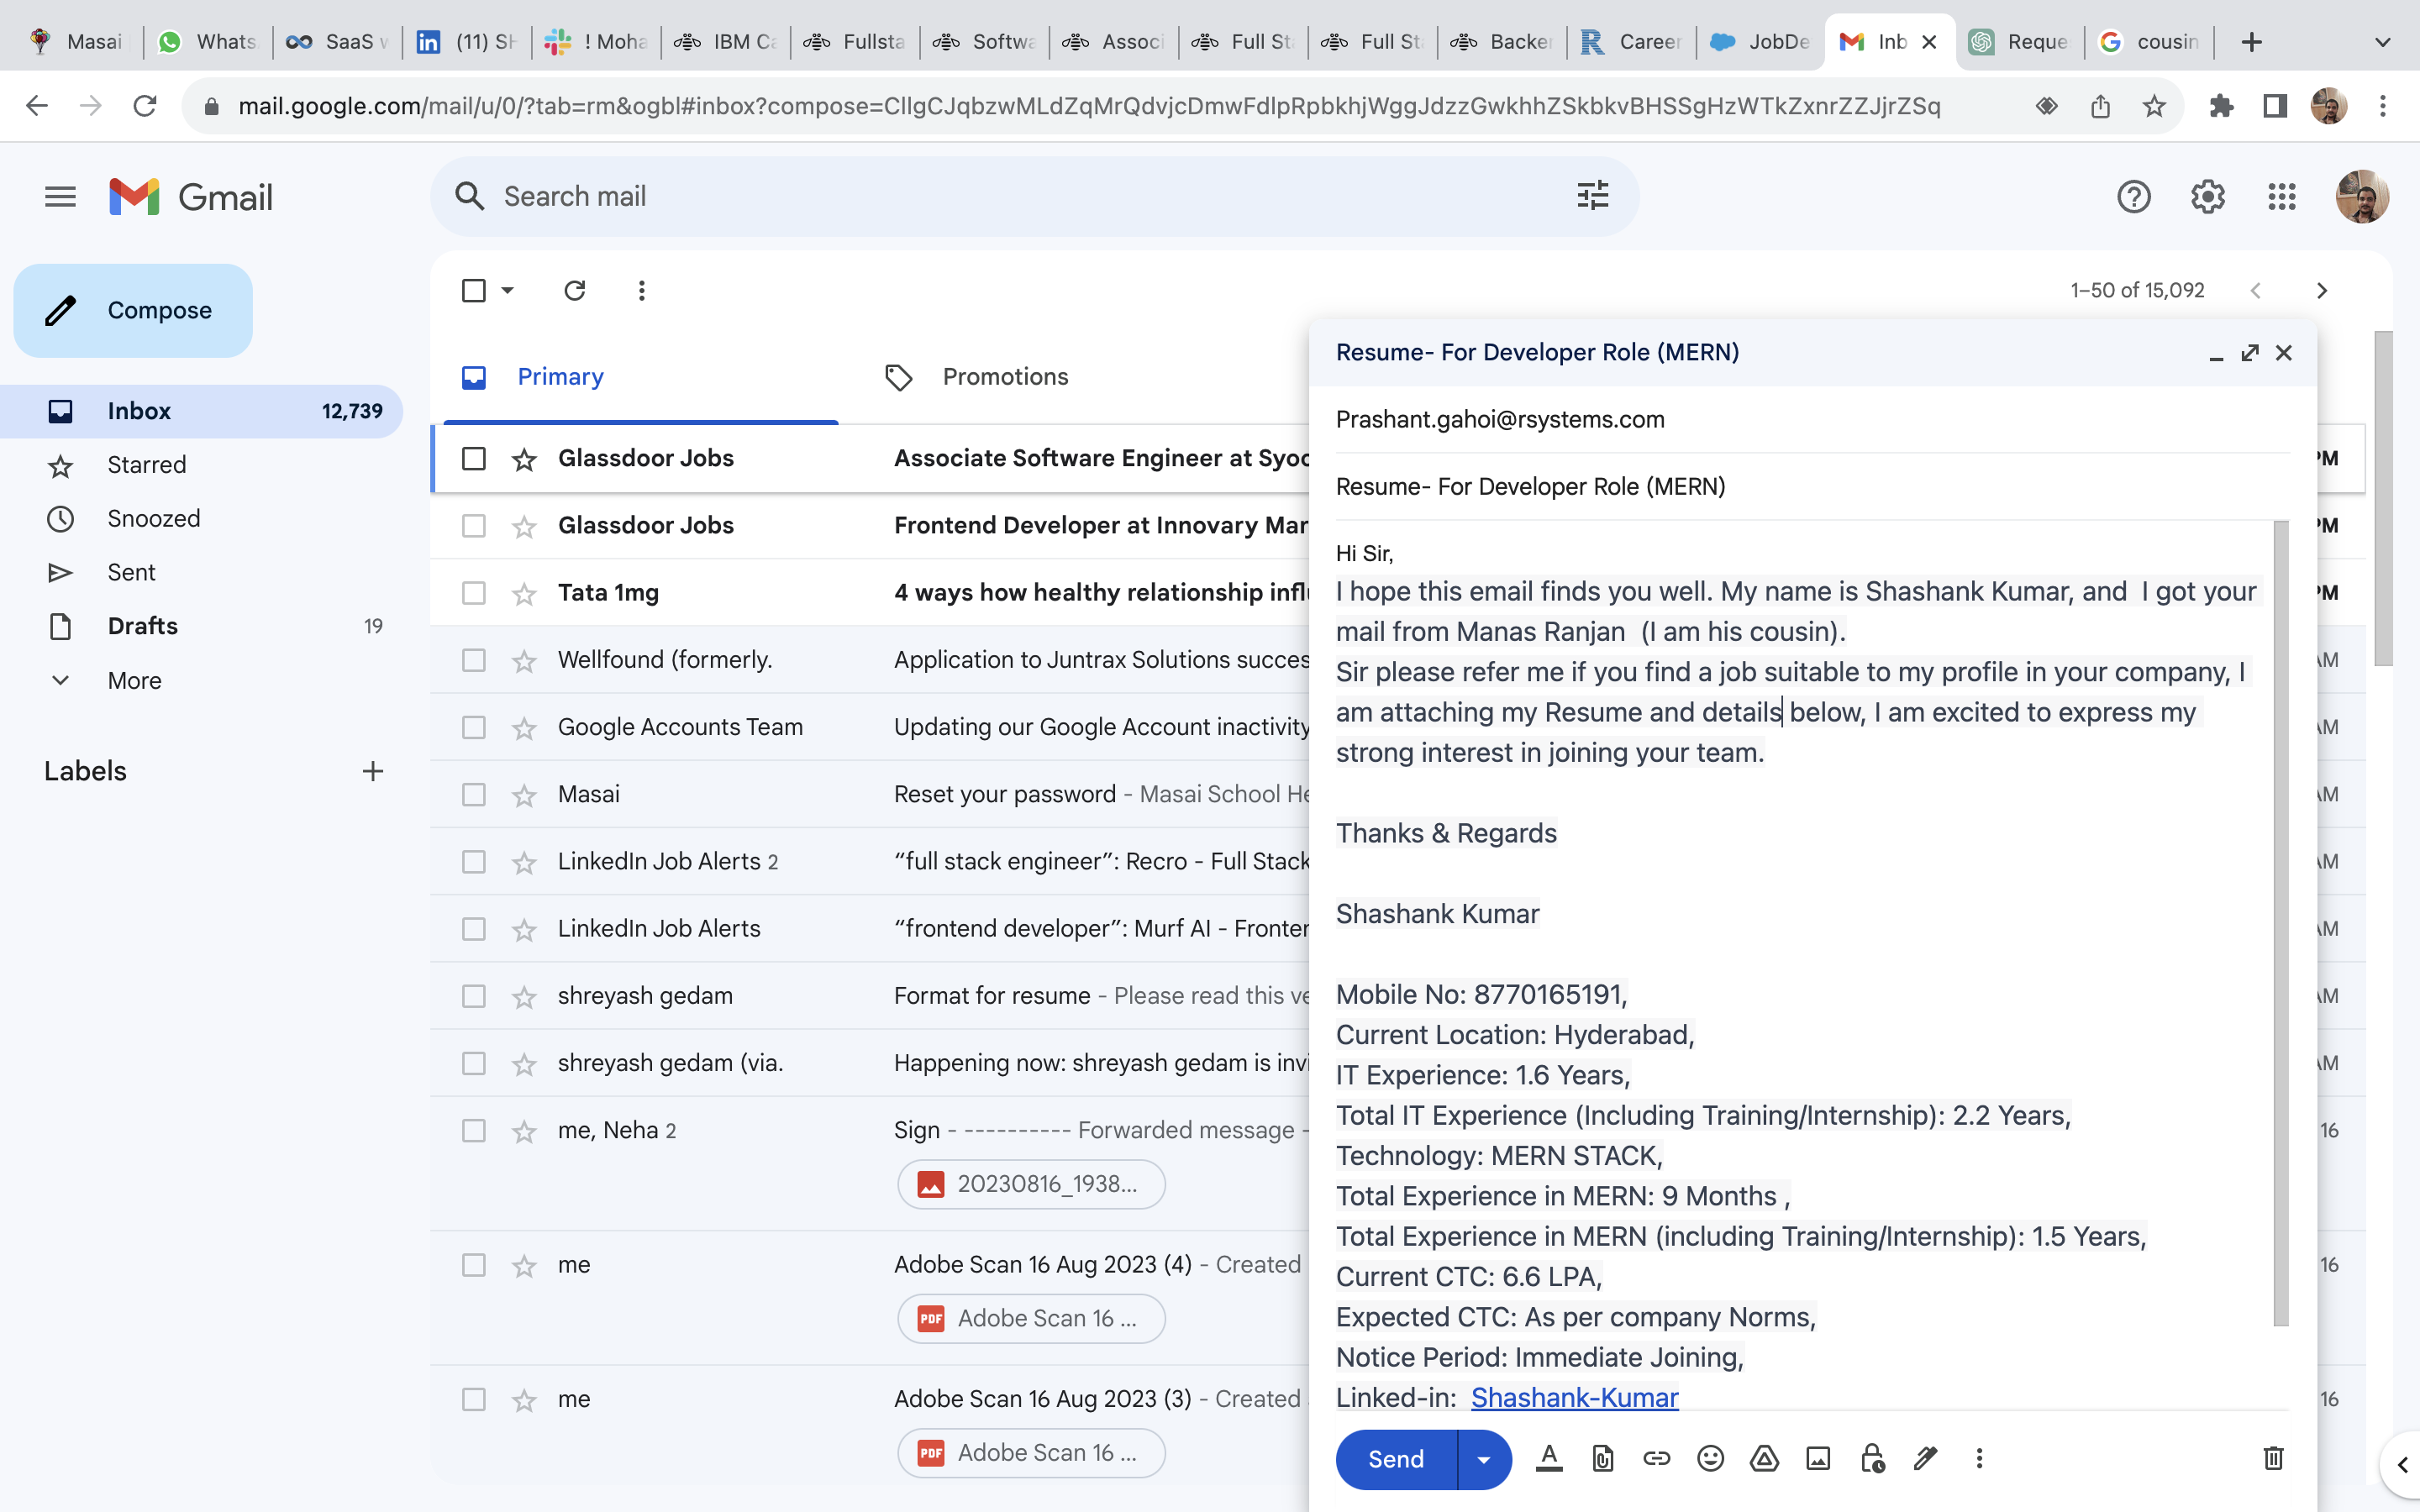 Masai
Whats
SaaS w
(11) SH
! Moha
IBM Ca
Fullsta
Softwa
Associ
Full St
Full St
Backer
Career
JobDe
Inb
Reque
cousin
mail.google.com/mail/u/0/?tab=rm&ogbl#inbox?compose=CllgCJqbzwMLdZqMrQdvjcDmwFdlpRpbkhjWggJdzzGwkhhZSkbkvBHSSgHzWTkZxnrZZJjrZSq
Gmail
Search mail
Compose
1–50 of 15,092
Primary
Promotions
Inbox 12,739
Starred
Snoozed
Sent
Drafts 19
More
Labels
Glassdoor Jobs Associate Software Engineer at Syoc PM
Glassdoor Jobs Frontend Developer at Innovary Mar PM
Tata 1mg 4 ways how healthy relationship influ PM
Wellfound (formerly. Application to Juntrax Solutions succes AM
Google Accounts Team Updating our Google Account inactivity AM
Masai Reset your password - Masai School He AM
LinkedIn Job Alerts 2 “full stack engineer”: Recro - Full Stack AM
LinkedIn Job Alerts “frontend developer”: Murf AI - Fronter AM
shreyash gedam Format for resume - Please read this ve AM
shreyash gedam (via. Happening now: shreyash gedam is invi AM
me, Neha 2 Sign - ---------- Forwarded message - 16
20230816_1938...
me Adobe Scan 16 Aug 2023 (4) - Created 16
PDF Adobe Scan 16 ...
me Adobe Scan 16 Aug 2023 (3) - Created 16
PDF Adobe Scan 16 ...
Resume- For Developer Role (MERN)
Prashant.gahoi@rsystems.com
Resume- For Developer Role (MERN)
Hi Sir,
I hope this email finds you well. My name is Shashank Kumar, and  I got your
mail from Manas Ranjan  (I am his cousin).
Sir please refer me if you find a job suitable to my profile in your company, I
am attaching my Resume and details below, I am excited to express my
strong interest in joining your team.
Thanks & Regards
Shashank Kumar
Mobile No: 8770165191,
Current Location: Hyderabad,
IT Experience: 1.6 Years,
Total IT Experience (Including Training/Internship): 2.2 Years,
Technology: MERN STACK,
Total Experience in MERN: 9 Months ,
Total Experience in MERN (including Training/Internship): 1.5 Years,
Current CTC: 6.6 LPA,
Expected CTC: As per company Norms,
Notice Period: Immediate Joining,
Linked-in:  Shashank-Kumar
Send